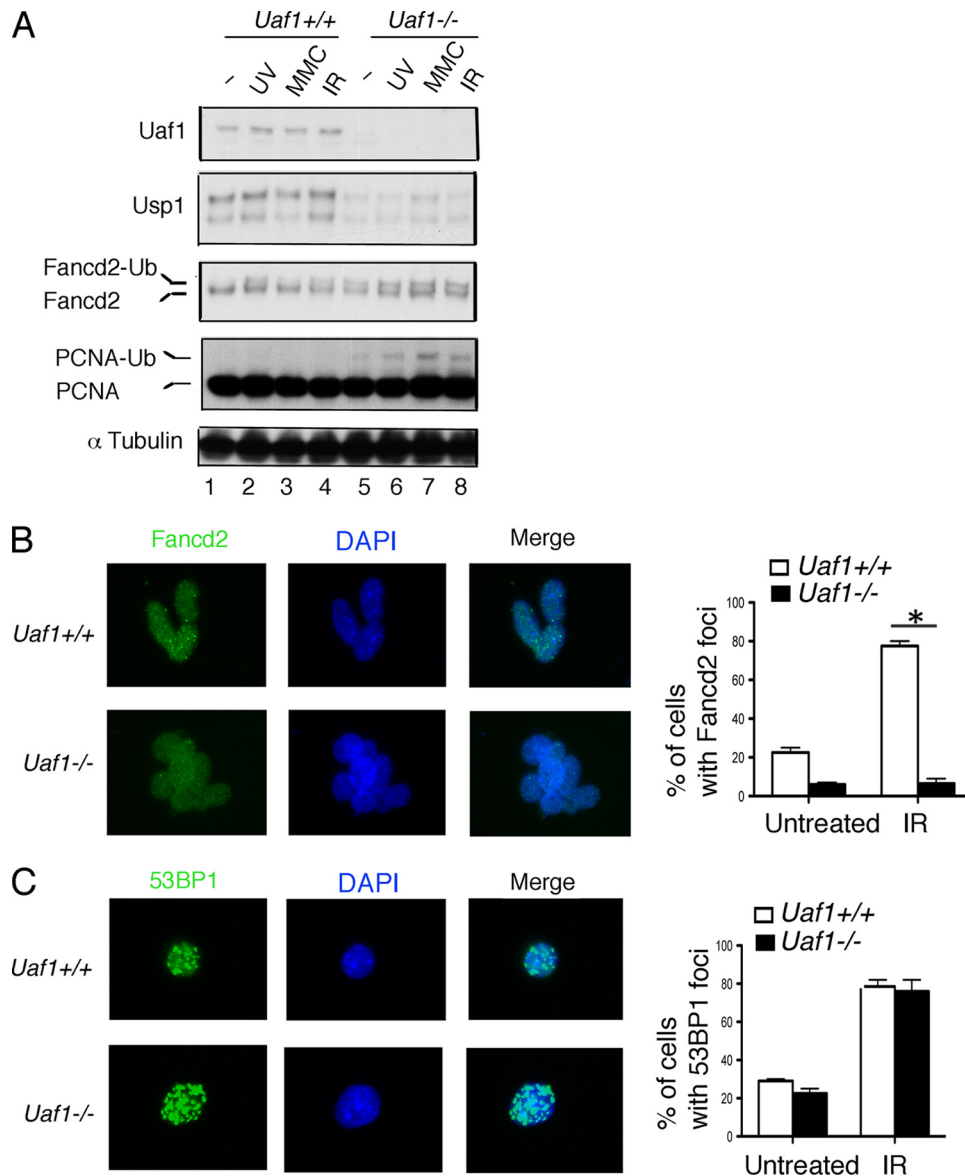 A
Uaf1+/+ Uaf1-/-
- UV MMC IR - UV MMC IR
Uaf1
Usp1
Fancd2-Ub
Fancd2
PCNA-Ub
PCNA
α Tubulin
1 2 3 4 5 6 7 8
B
Fancd2 DAPI Merge
Uaf1+/+
Uaf1-/-
Uaf1+/+
Uaf1-/-
*
% of cells
with Fancd2 foci
100
80
60
40
20
0
Untreated IR
C
53BP1 DAPI Merge
Uaf1+/+
Uaf1-/-
Uaf1+/+
Uaf1-/-
% of cells
with 53BP1 foci
100
80
60
40
20
0
Untreated IR